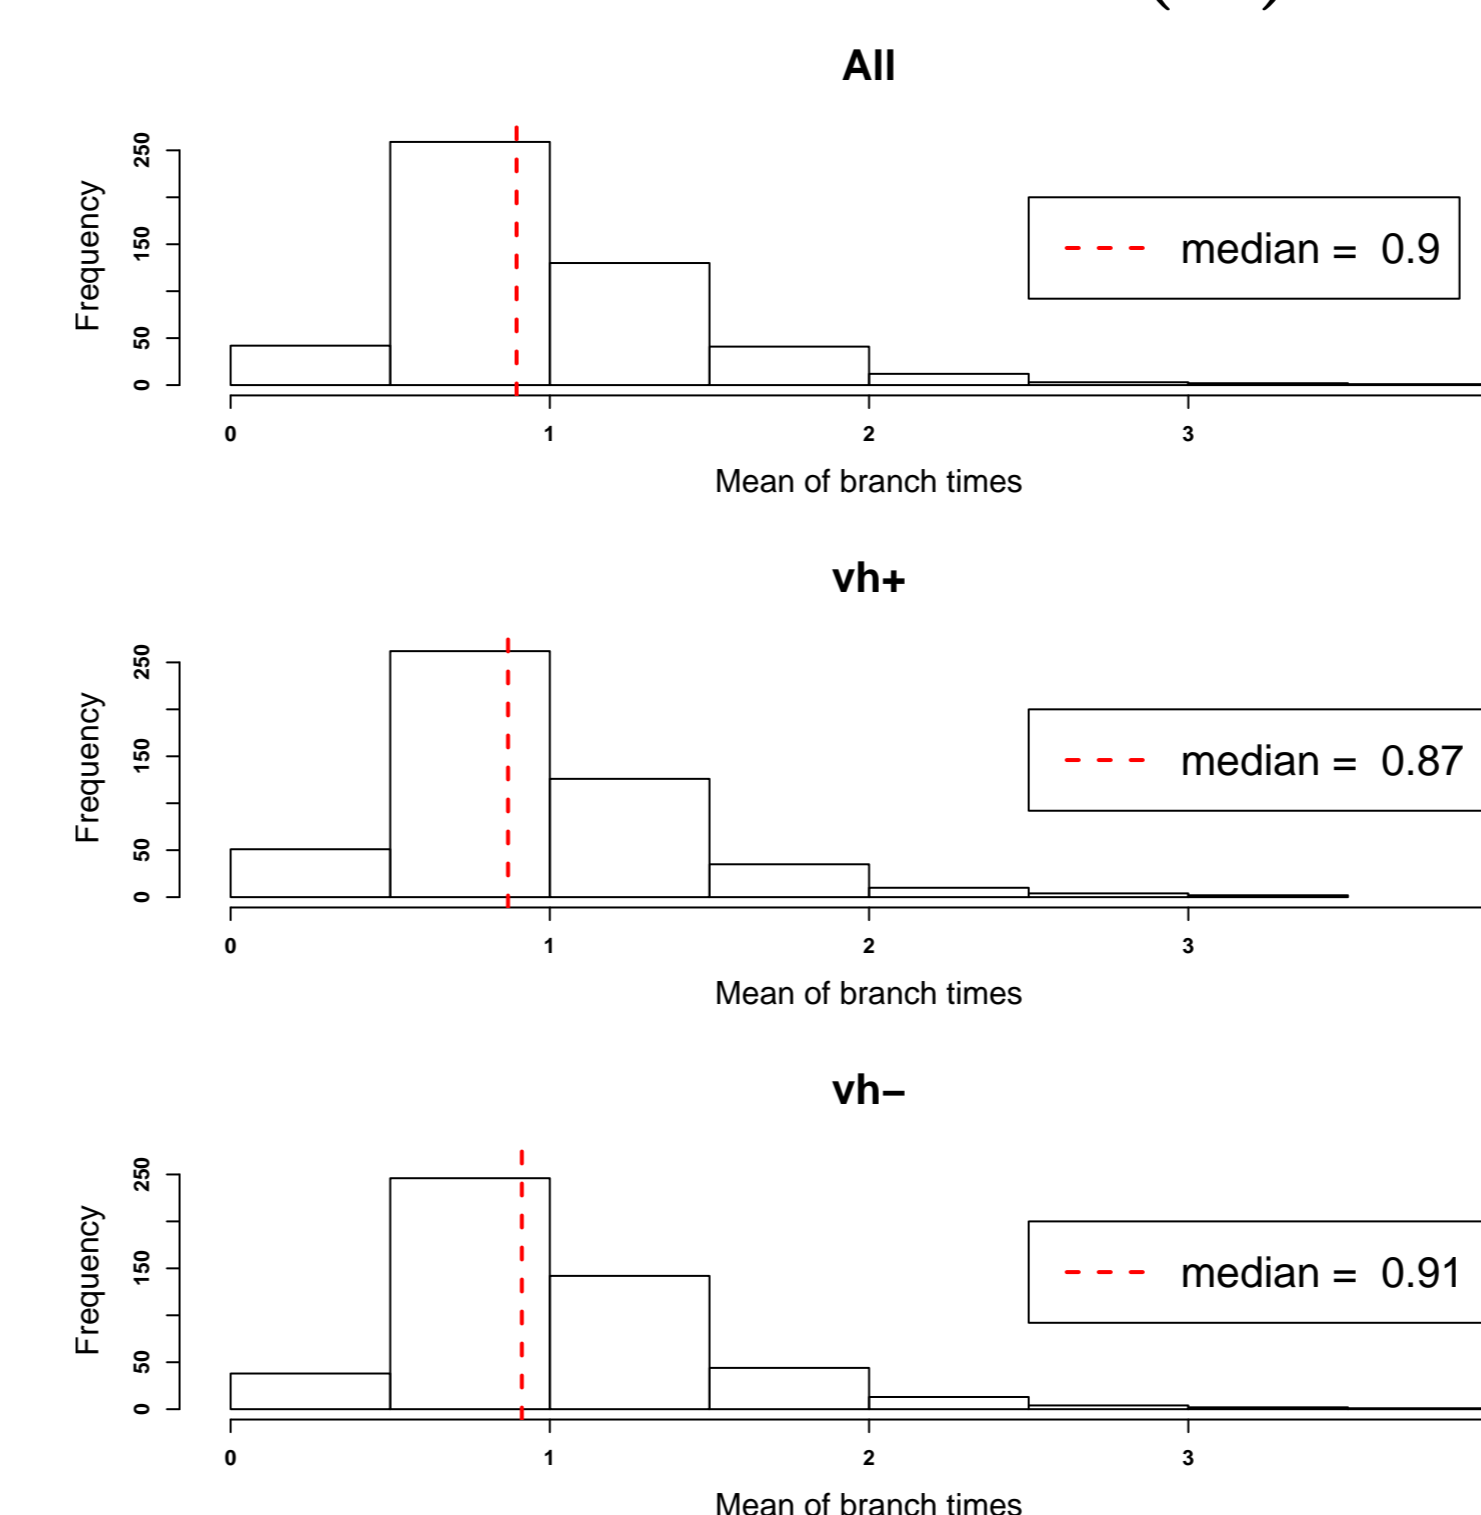 All
Frequency
250
150
50
0
median = 0.9
0 1 2 3
Mean of branch times
vh+
Frequency
250
150
50
0
median = 0.87
0 1 2 3
Mean of branch times
vh−
Frequency
250
150
50
0
median = 0.91
0 1 2 3
Mean of branch times